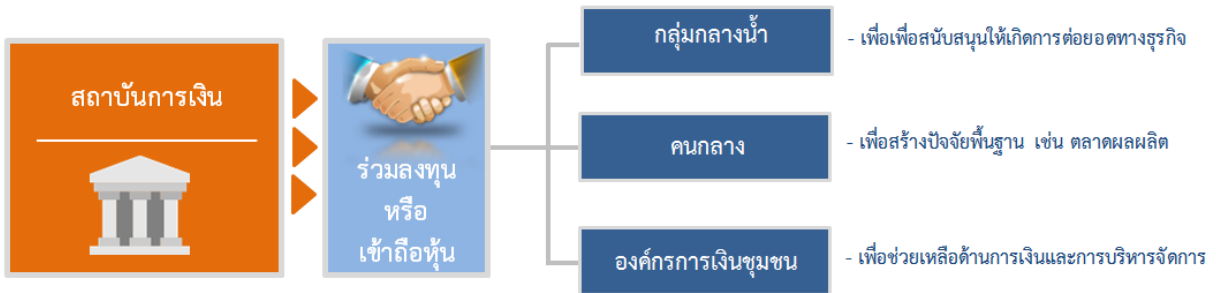 สถาบันการเงิน
ร่วมลงทุน
หรือ
เข้าถือหุ้น
กลุ่มกลางน้ำ
- เพื่อเพื่อสนับสนุนให้เกิดการต่อยอดทางธุรกิจ
คนกลาง
- เพื่อสร้างปัจจัยพื้นฐาน เช่น ตลาดผลผลิต
องค์กรการเงินชุมชน
- เพื่อช่วยเหลือด้านการเงินและการบริหารจัดการ